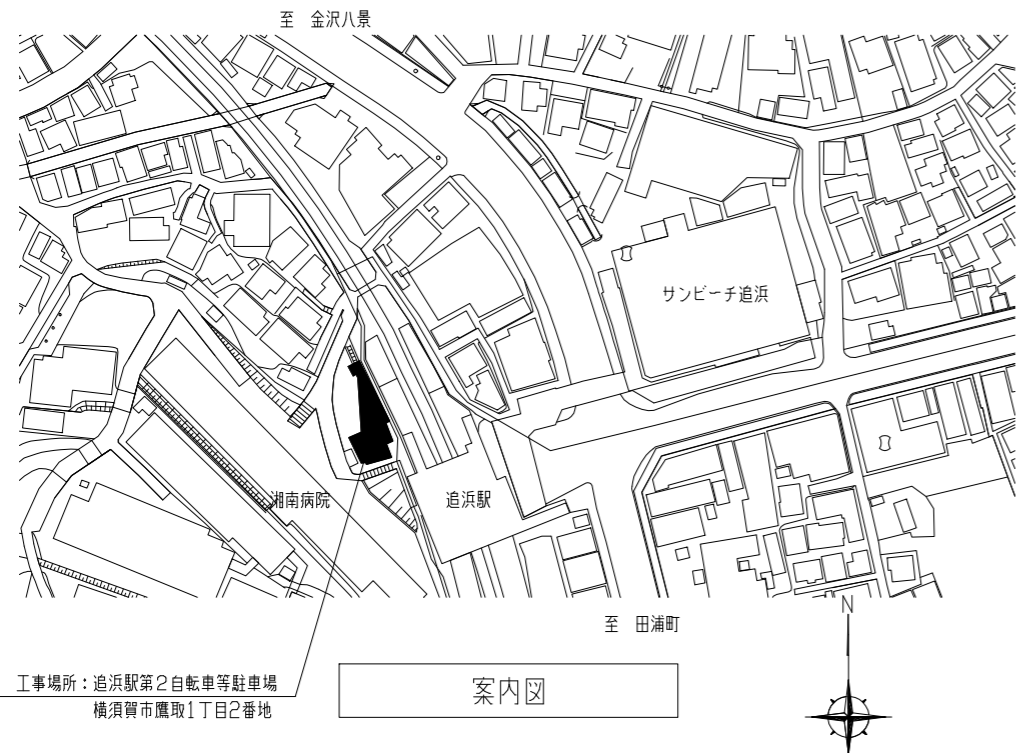 至 金沢八景
サンビーチ追浜
湘南病院
追浜駅
至 田浦町
N
工事場所:追浜駅第2自転車等駐車場
横須賀市鷹取1丁目2番地
案内図